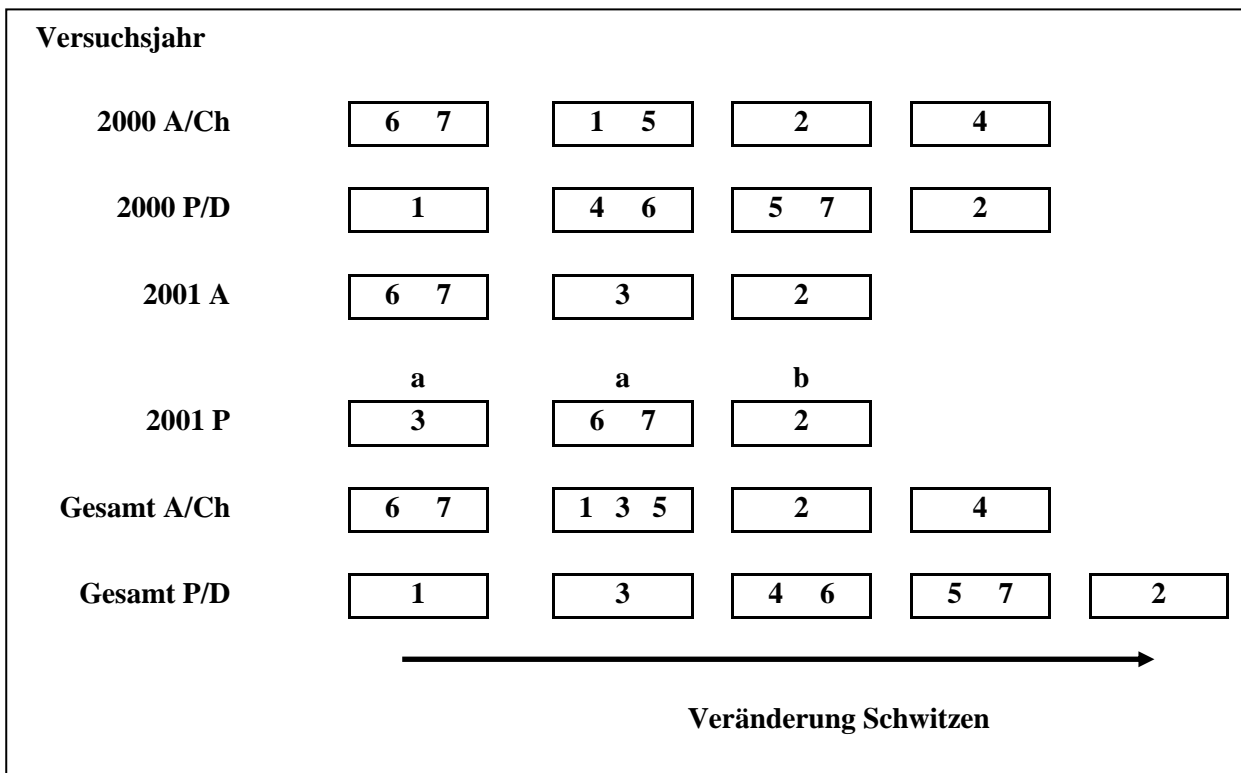 Versuchsjahr
2000 A/Ch 6 7 1 5 2 4
2000 P/D 1 4 6 5 7 2
2001 A 6 7 3 2
a a b
2001 P 3 6 7 2
Gesamt A/Ch 6 7 1 3 5 2 4
Gesamt P/D 1 3 4 6 5 7 2
Veränderung Schwitzen